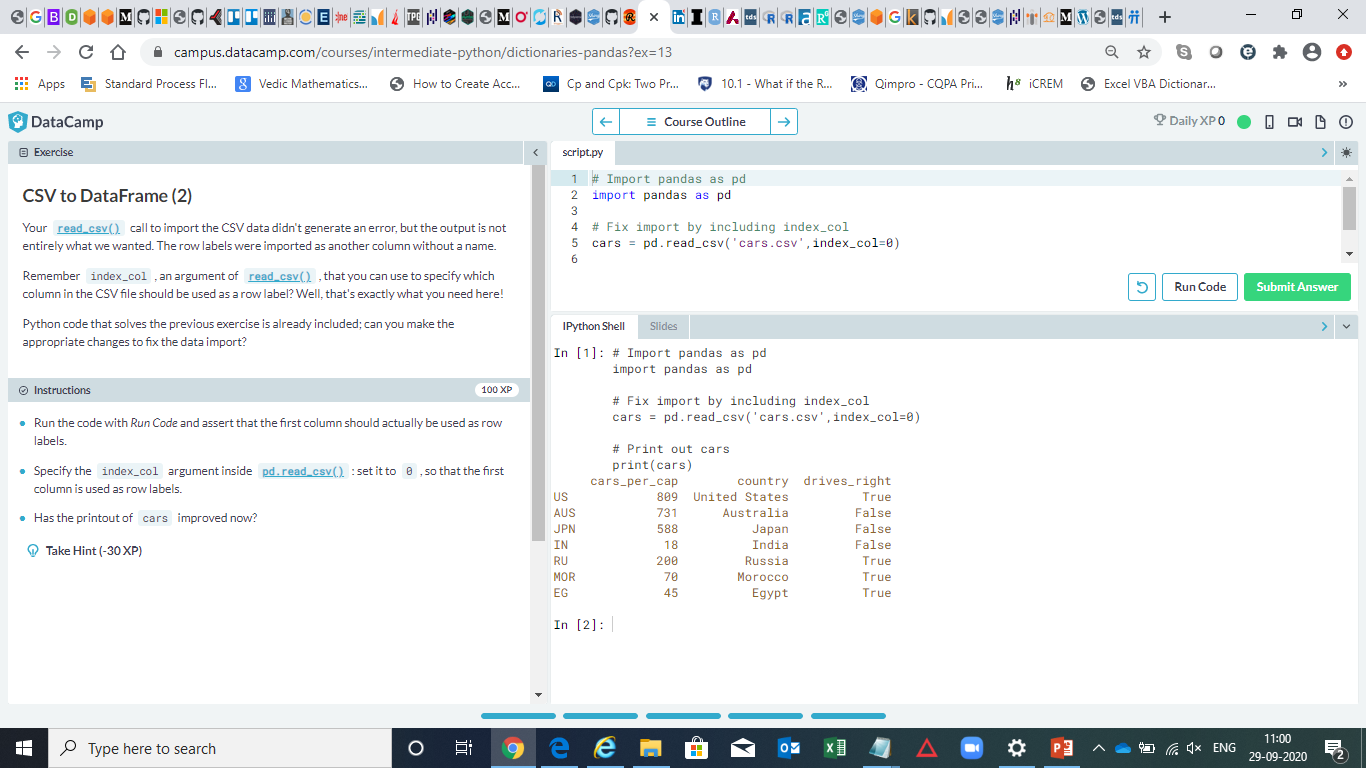 campus.datacamp.com/courses/intermediate-python/dictionaries-pandas?ex=13
Apps
Standard Process Fl...
Vedic Mathematics...
How to Create Acc...
Cp and Cpk: Two Pr...
10.1 - What if the R...
Qimpro - CQPA Pri...
iCREM
Excel VBA Dictionar...
»
DataCamp
Course Outline
Daily XP 0
Exercise
CSV to DataFrame (2)
Your read_csv() call to import the CSV data didn't generate an error, but the output is not
entirely what we wanted. The row labels were imported as another column without a name.
Remember index_col , an argument of read_csv() , that you can use to specify which
column in the CSV file should be used as a row label? Well, that's exactly what you need here!
Python code that solves the previous exercise is already included; can you make the
appropriate changes to fix the data import?
Instructions
100 XP
Run the code with Run Code and assert that the first column should actually be used as row
labels.
Specify the index_col argument inside pd.read_csv() : set it to 0 , so that the first
column is used as row labels.
Has the printout of cars improved now?
Take Hint (-30 XP)
script.py
1 # Import pandas as pd
2 import pandas as pd
3
4 # Fix import by including index_col
5 cars = pd.read_csv('cars.csv',index_col=0)
6
Run Code
Submit Answer
IPython Shell
Slides
In [1]: # Import pandas as pd
import pandas as pd
# Fix import by including index_col
cars = pd.read_csv('cars.csv',index_col=0)
# Print out cars
print(cars)
cars_per_cap country drives_right
US 809 United States True
AUS 731 Australia False
JPN 588 Japan False
IN 18 India False
RU 200 Russia True
MOR 70 Morocco True
EG 45 Egypt True
In [2]:
Type here to search
ENG
11:00
29-09-2020
2